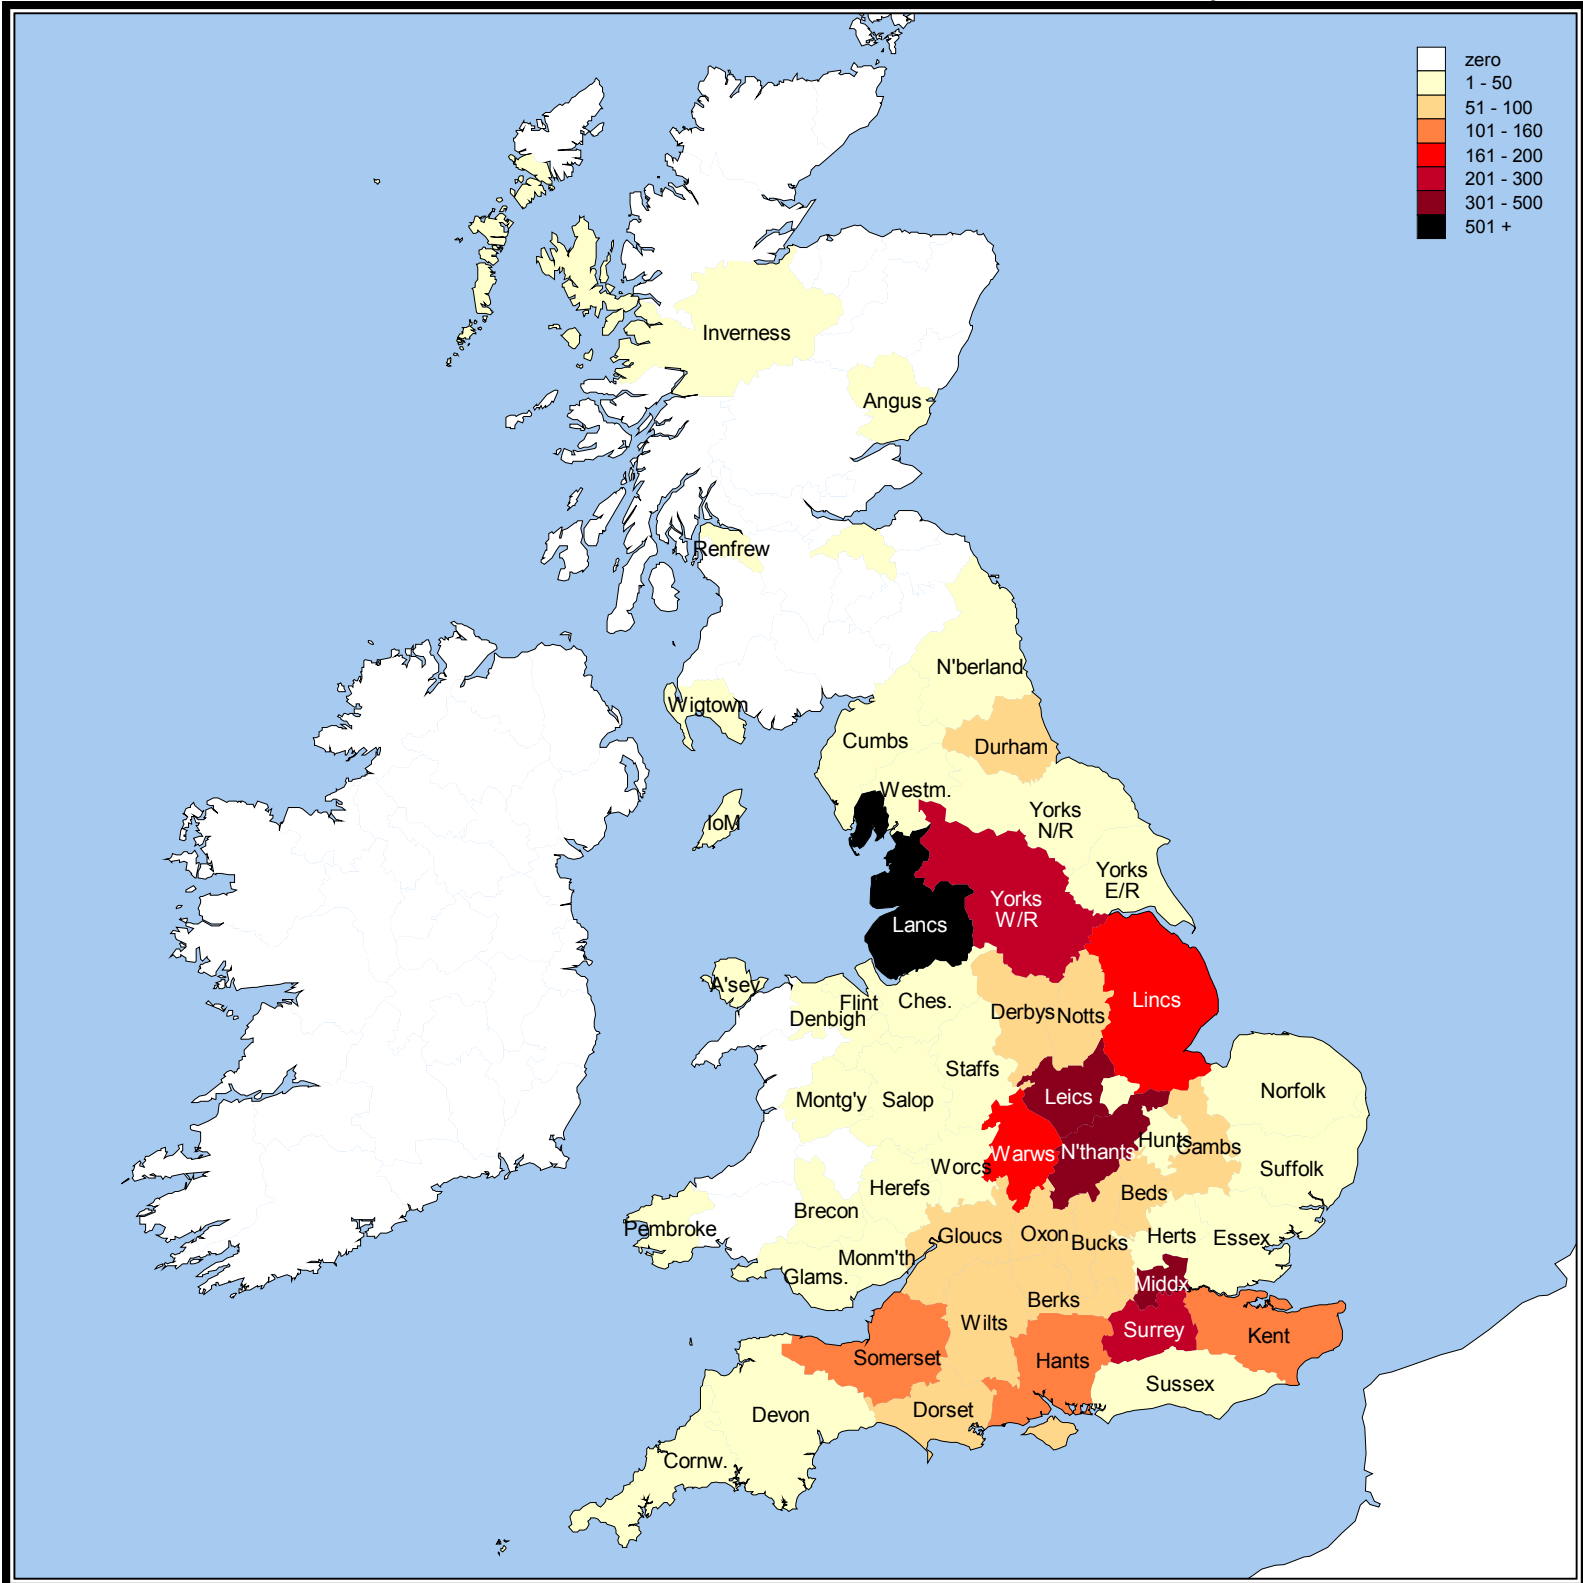 zero
1 - 50
51 - 100
101 - 160
161 - 200
201 - 300
301 - 500
501 +
Inverness
Angus
Renfrew
N'berland
Wigtown
Cumbs
Durham
Westm.
IoM
Yorks
N/R
Yorks
E/R
Yorks
W/R
Lancs
A'sey
Flint
Ches.
Denbigh
Derbys
Notts
Lincs
Staffs
Leics
Norfolk
Montg'y
Salop
Hunts
Cambs
Warws
N'thants
Worcs
Suffolk
Herefs
Beds
Brecon
Pembroke
Gloucs
Oxon
Bucks
Herts
Essex
Monm'th
Glams.
Middx
Berks
Wilts
Surrey
Kent
Somerset
Hants
Sussex
Dorset
Devon
Cornw.